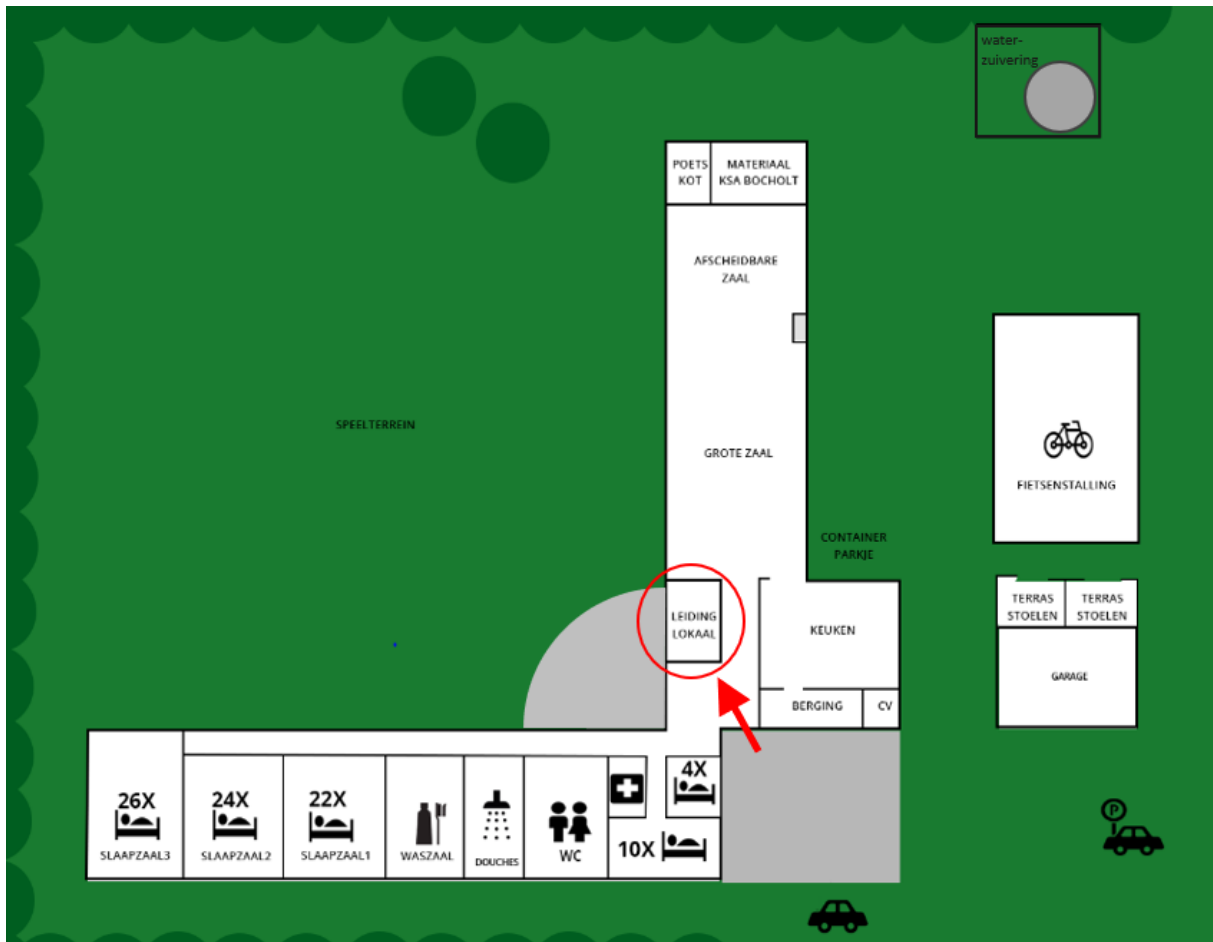 water-
zuivering
POETS
KOT
MATERIAAL
KSA BOCHOLT
AFSCHEIDBARE
ZAAL
SPEELTERREIN
GROTE ZAAL
FIETSENSTALLING
CONTAINER
PARKJE
LEIDING
LOKAAL
KEUKEN
TERRAS
STOELEN
TERRAS
STOELEN
GARAGE
BERGING
CV
26X
SLAAPZAAL3
24X
SLAAPZAAL2
22X
SLAAPZAAL1
WASZAAL
DOUCHES
WC
4X
10X
P